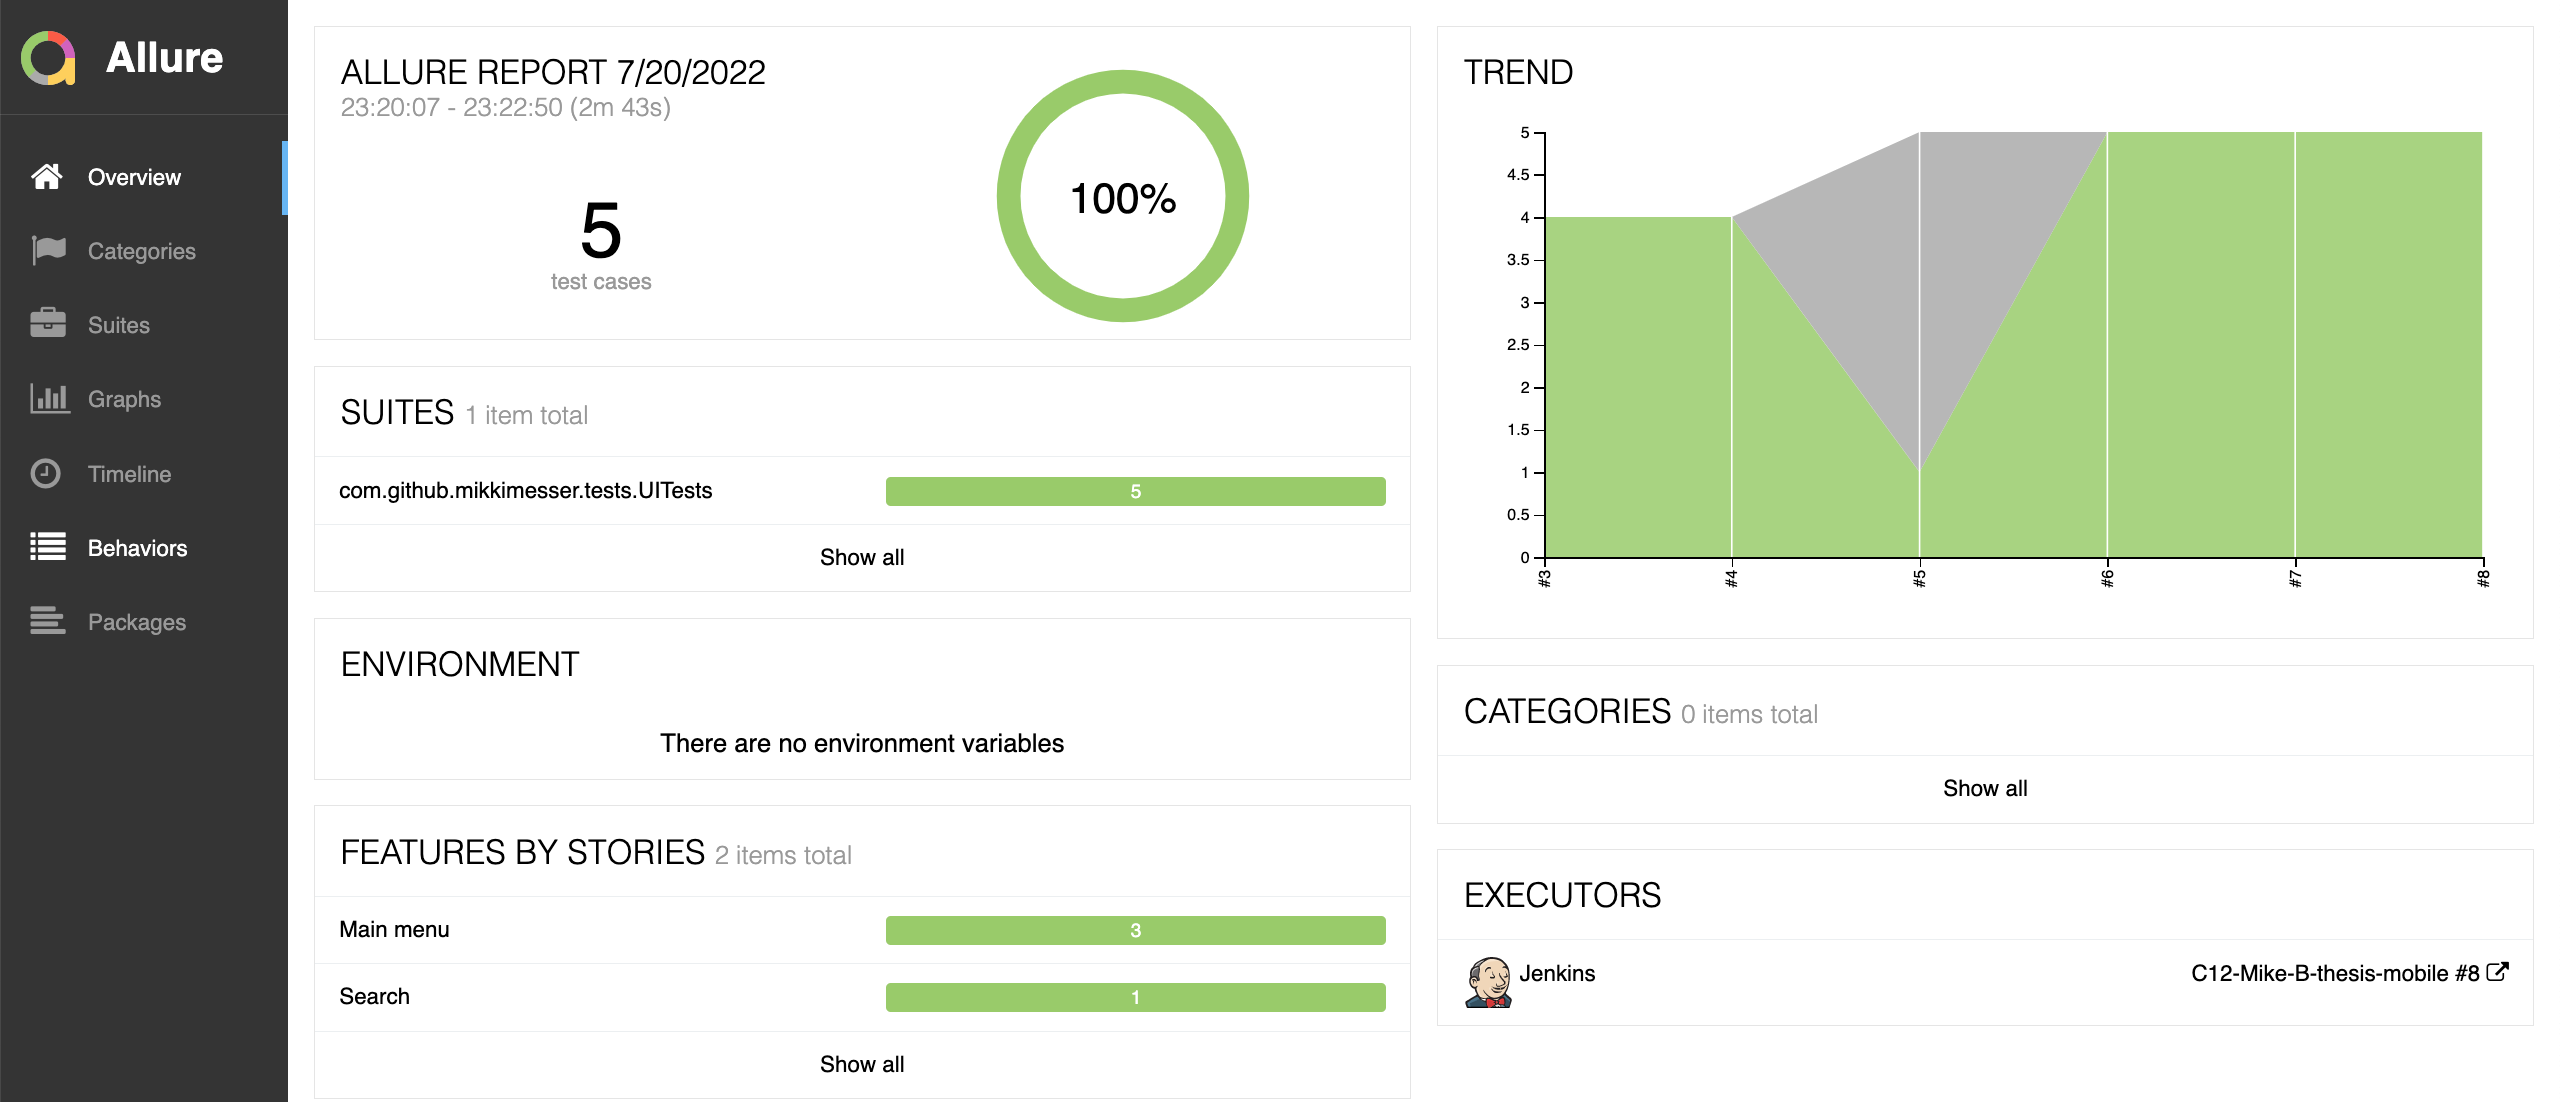 Allure
Overview
Categories
Suites
Graphs
Timeline
Behaviors
Packages
ALLURE REPORT 7/20/2022
23:20:07 - 23:22:50 (2m 43s)
5
test cases
100%
SUITES 1 item total
com.github.mikkimesser.tests.UITests 5
Show all
ENVIRONMENT
There are no environment variables
FEATURES BY STORIES 2 items total
Main menu 3
Search 1
Show all
TREND
5
4.5
4
3.5
3
2.5
2
1.5
1
0.5
0
#3 #4 #5 #6 #7 #8
CATEGORIES 0 items total
Show all
EXECUTORS
Jenkins C12-Mike-B-thesis-mobile #8